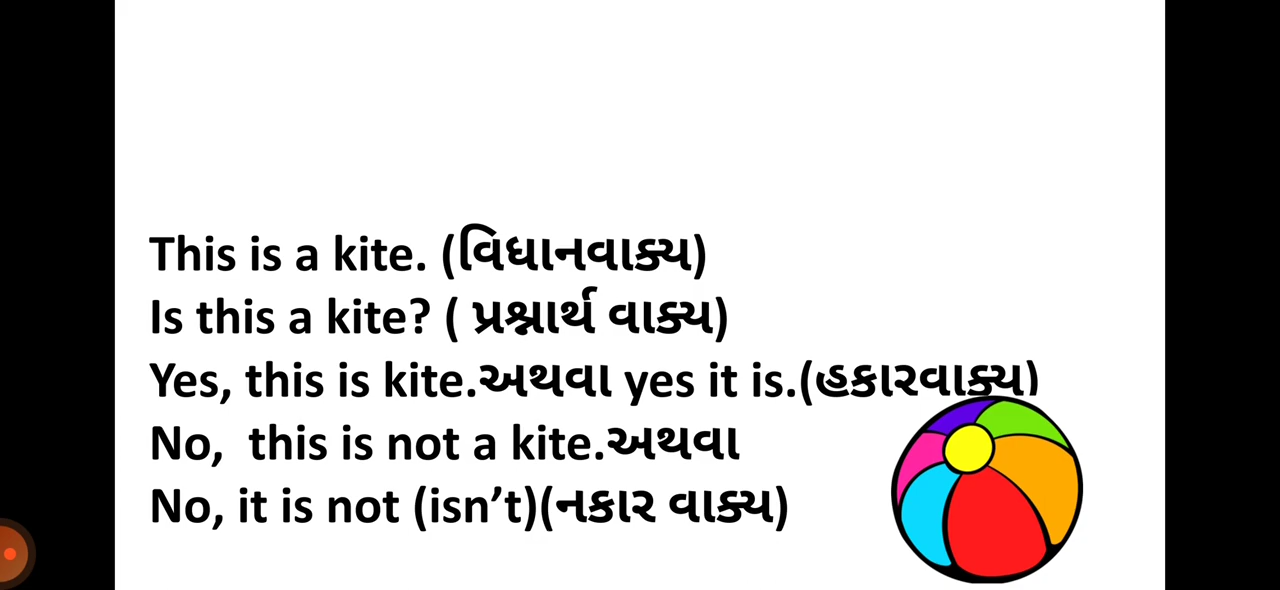 This is a kite. (વિધાનવાક્ય)
Is this a kite? ( પ્રશ્નાર્થ વાક્ય)
Yes, this is kite.અથવા yes it is.(હકારવાક્ય)
No,  this is not a kite.અથવા
No, it is not (isn’t)(નકાર વાક્ય)